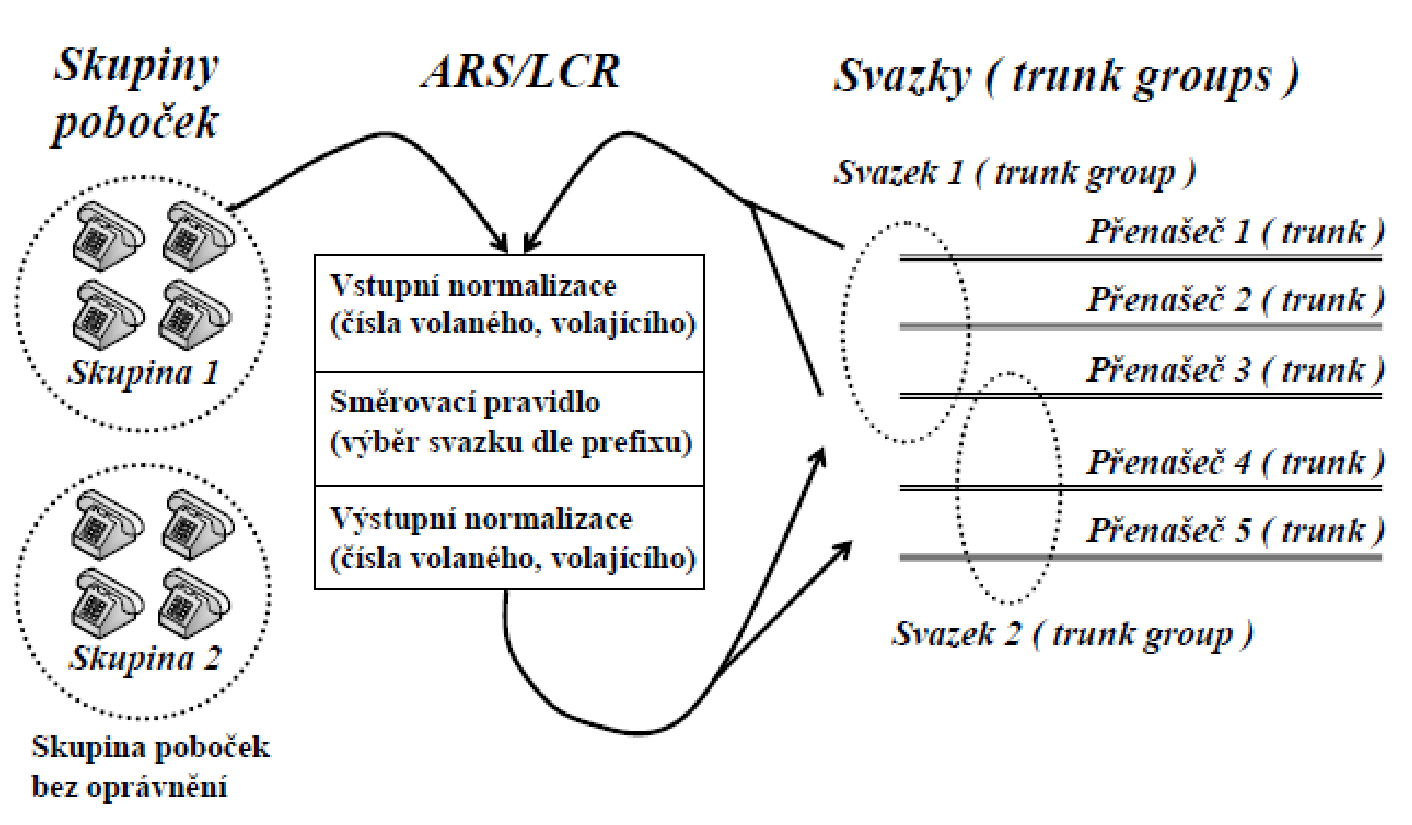 Skupiny
poboček
ARS/LCR
Svazky ( trunk groups )
Skupina 1
Skupina 2
Skupina poboček
bez oprávnění
Vstupní normalizace
(čísla volaného, volajícího)
Směrovací pravidlo
(výběr svazku dle prefixu)
Výstupní normalizace
(čísla volaného, volajícího)
Svazek 1 ( trunk group )
Přenašeč 1 ( trunk )
Přenašeč 2 ( trunk )
Přenašeč 3 ( trunk )
Přenašeč 4 ( trunk )
Přenašeč 5 ( trunk )
Svazek 2 ( trunk group )